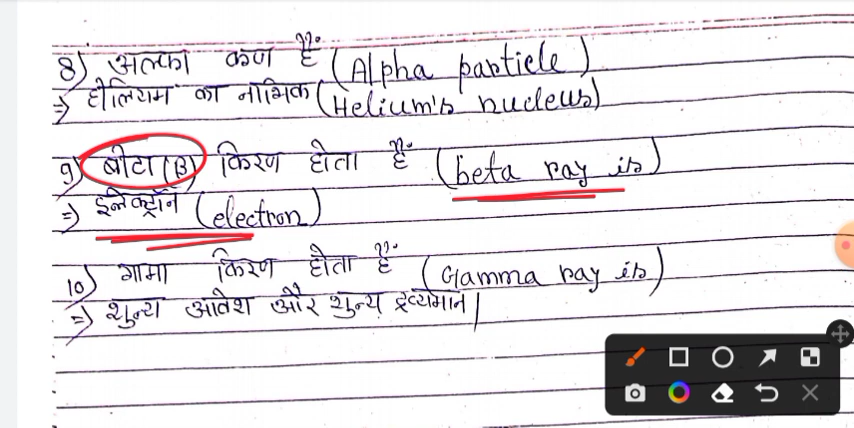 8) अल्फा कण हैं?? (Alpha particle)
⇒ हीलियम का नाभिक (Helium's nucleus)
9) बीटा (β) किरण होता हैं?? (beta ray is)
⇒ इलेक्ट्रॉन (electron)
10) गामा किरण होता हैं?? (Gamma ray is)
⇒ शुन्य आवेश और शुन्य द्रव्यमान|